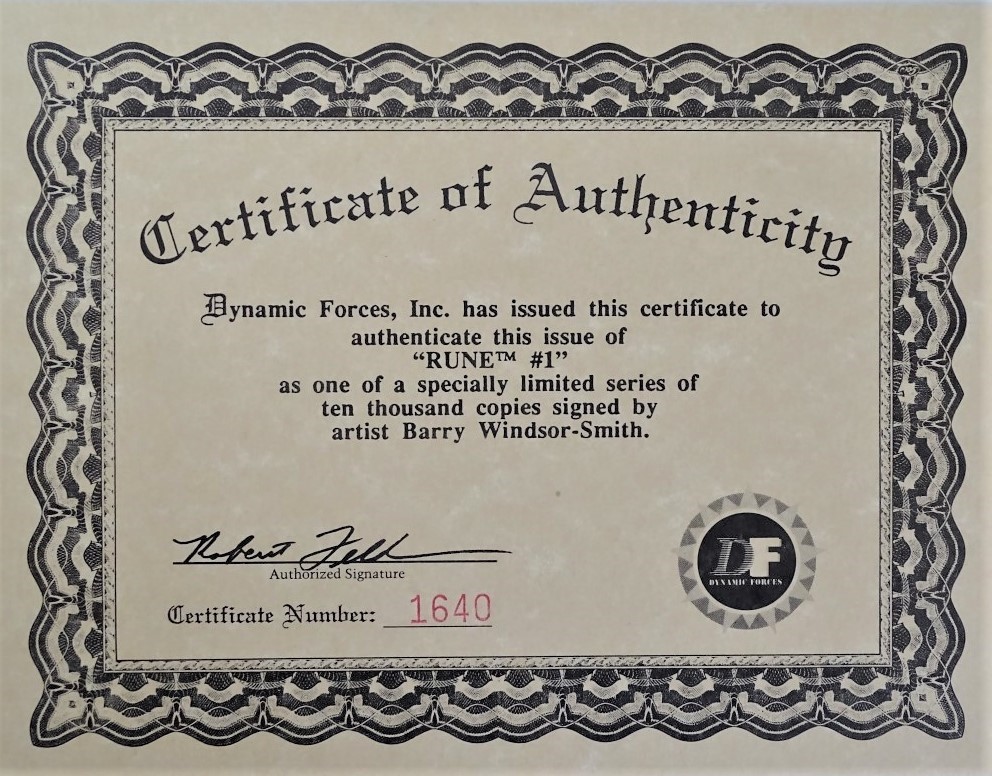 Certificate of Authenticity
Dynamic Forces, Inc. has issued this certificate to
authenticate this issue of
“RUNE™ #1”
as one of a specially limited series of
ten thousand copies signed by
artist Barry Windsor-Smith.
Robert Feld
Authorized Signature
Certificate Number: 1640
DF
DYNAMIC FORCES